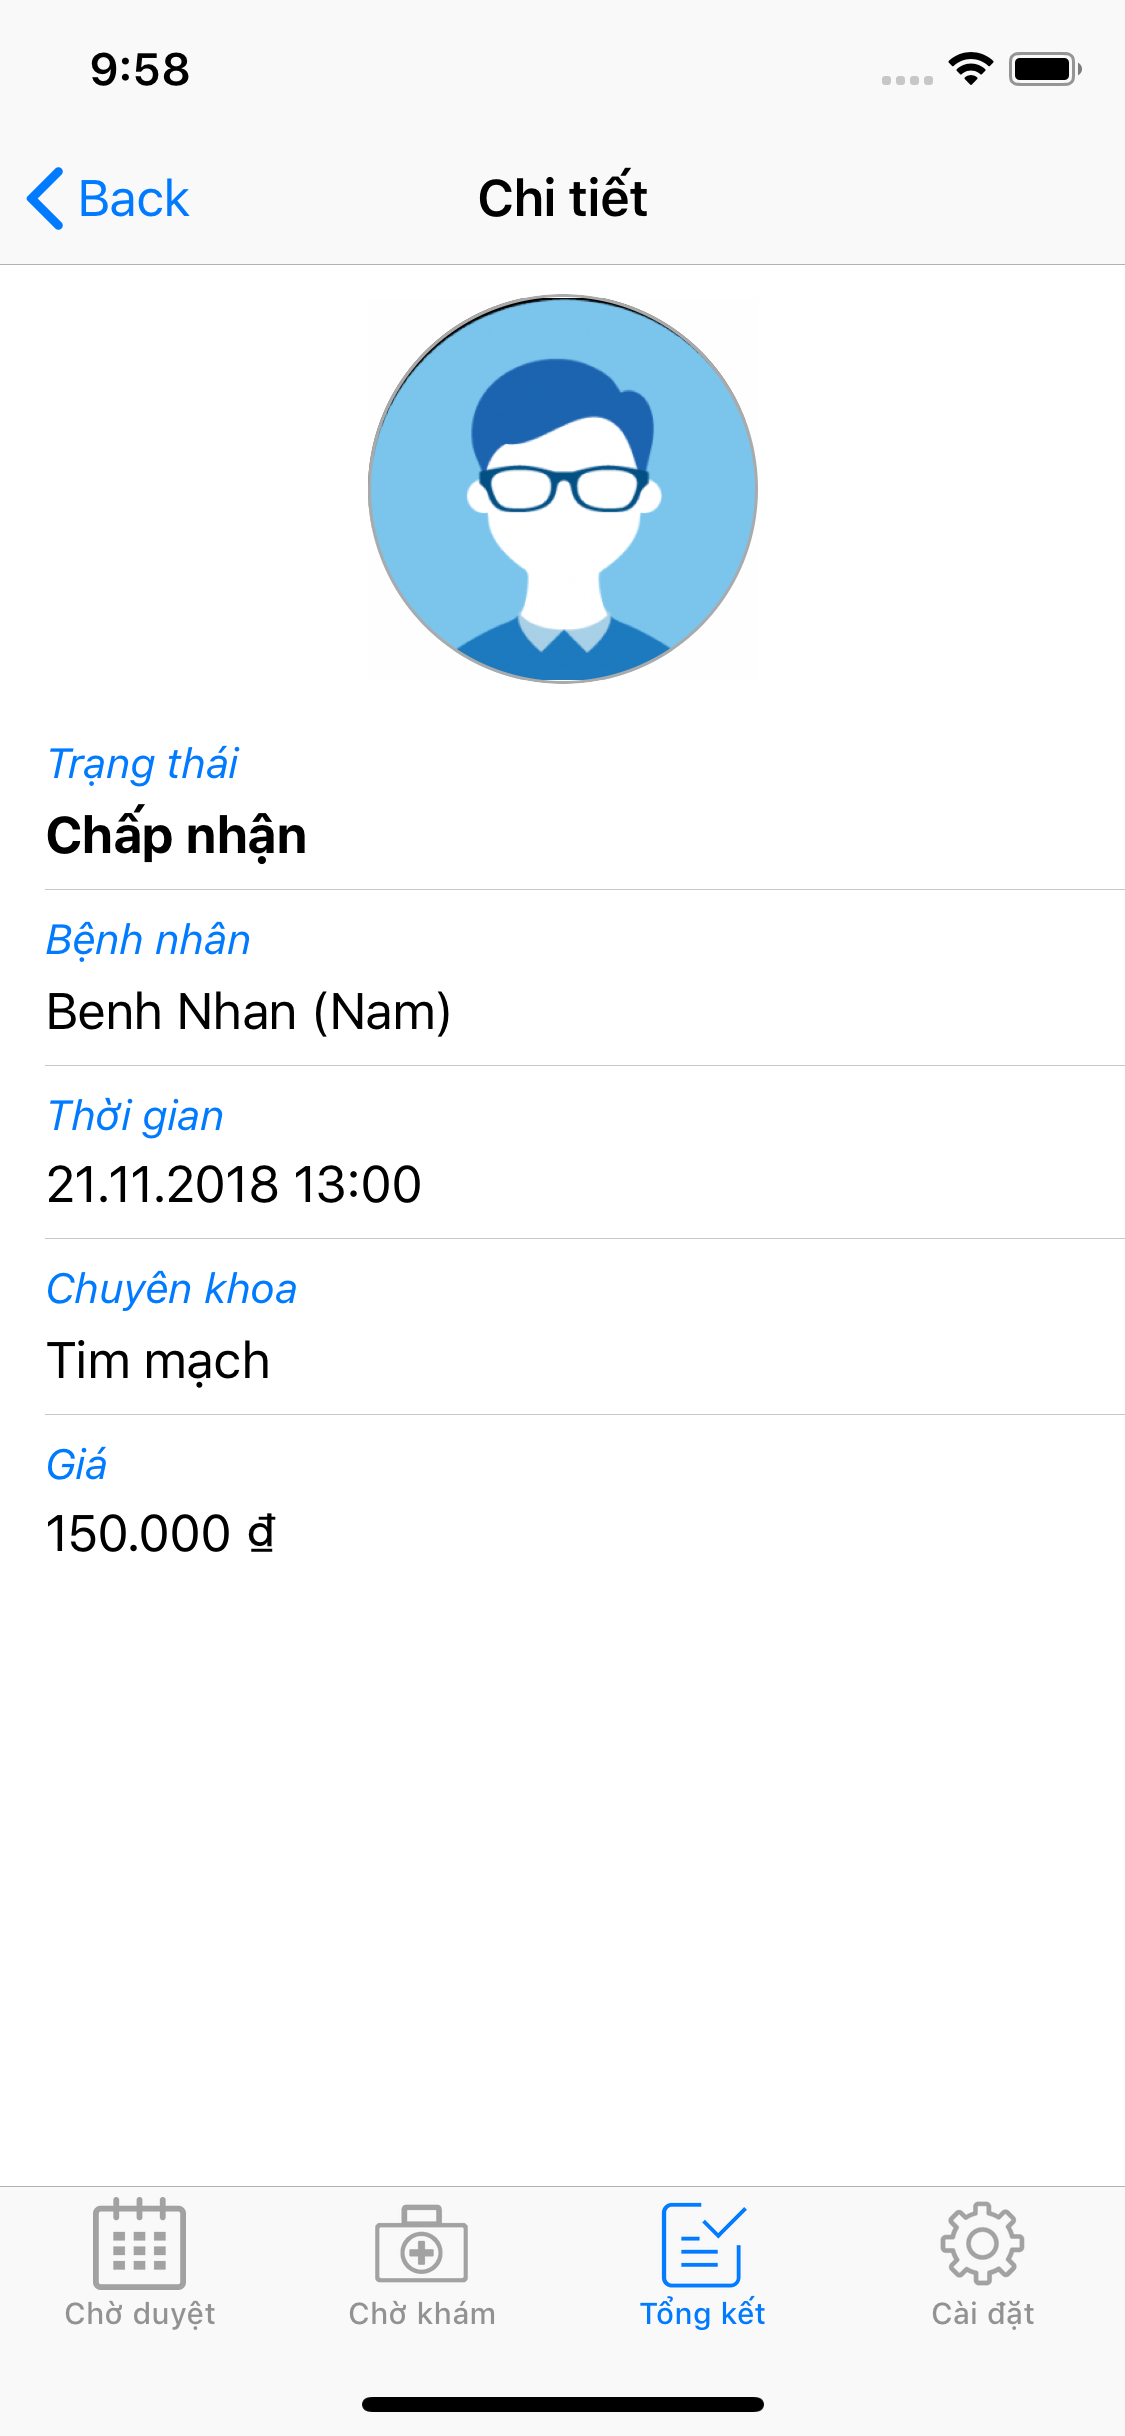 9:58
Back
Chi tiết
Trạng thái
Chấp nhận
Bệnh nhân
Benh Nhan (Nam)
Thời gian
21.11.2018 13:00
Chuyên khoa
Tim mạch
Giá
150.000 ₫
Chờ duyệt
Chờ khám
Tổng kết
Cài đặt